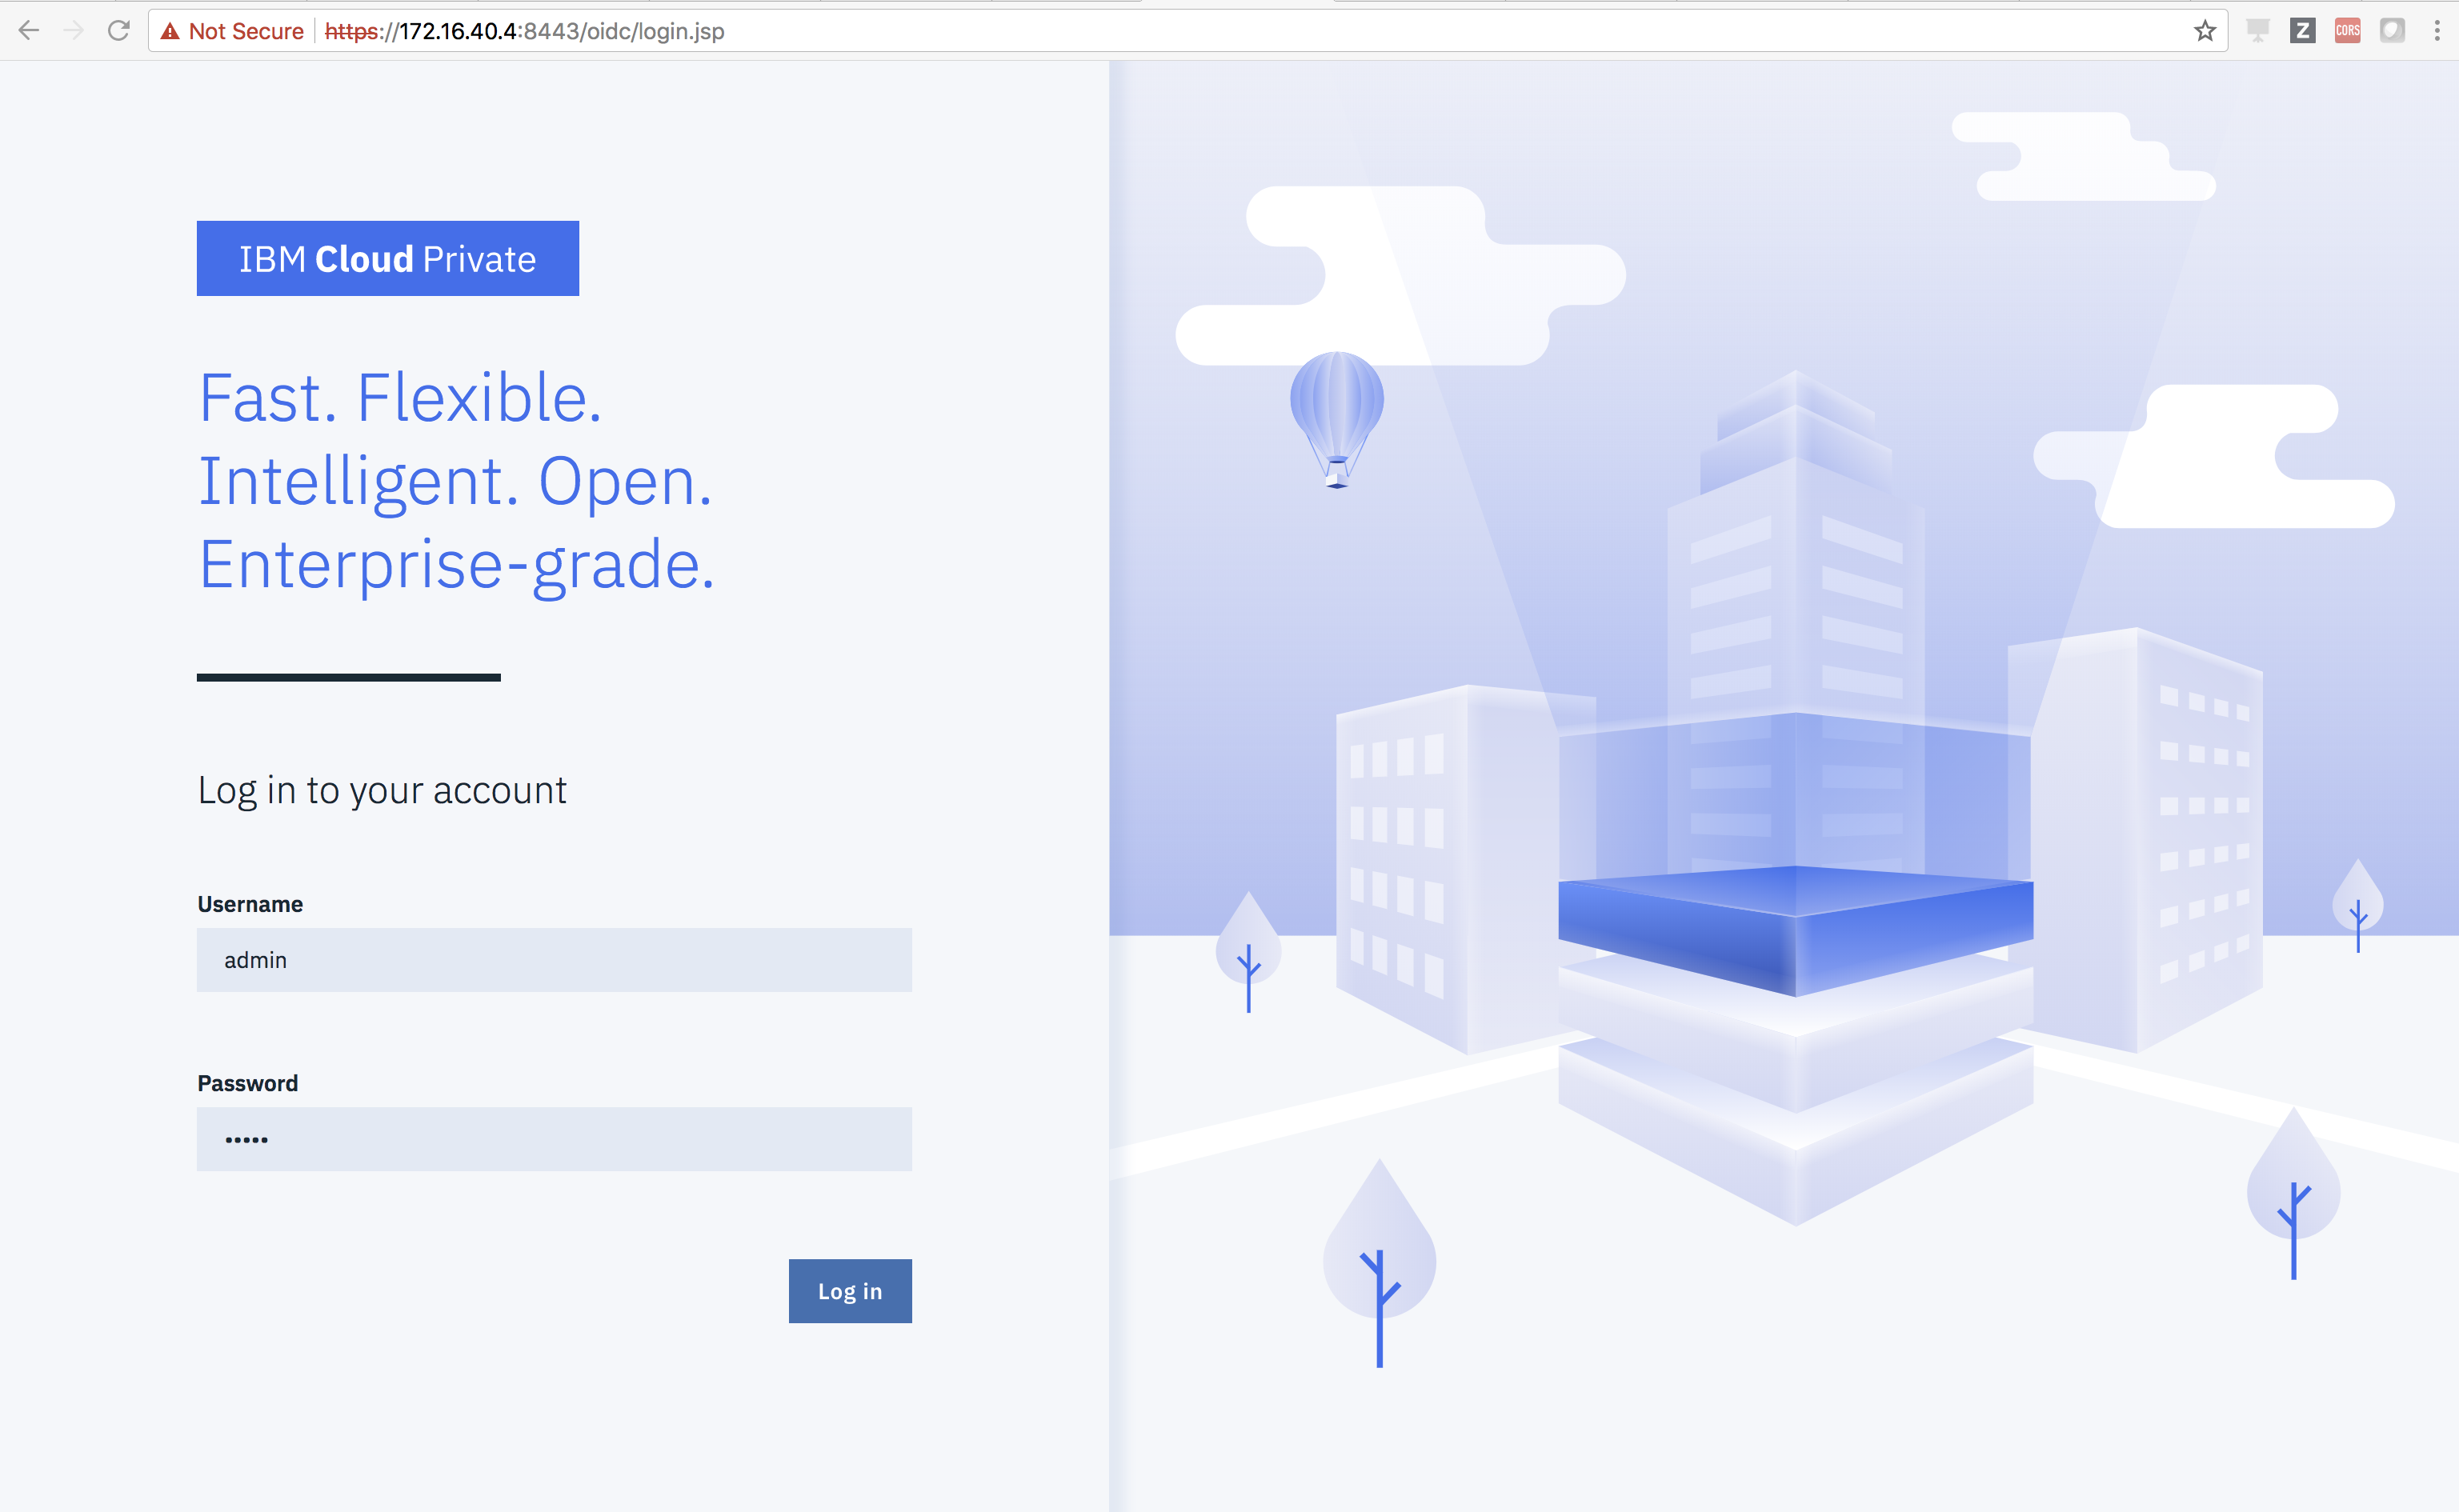 Not Secure https://172.16.40.4:8443/oidc/login.jsp
Z
CORS
IBM Cloud Private
Fast. Flexible.
Intelligent. Open.
Enterprise-grade.
Log in to your account
Username
admin
Password
•••••
Log in